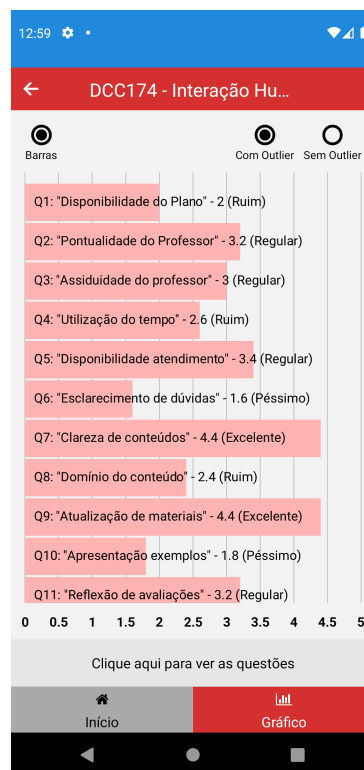 12:59
DCC174 - Interação Hu...
Barras
Com Outlier
Sem Outlier
Q1: "Disponibilidade do Plano" - 2 (Ruim)
Q2: "Pontualidade do Professor" - 3.2 (Regular)
Q3: "Assiduidade do professor" - 3 (Regular)
Q4: "Utilização do tempo" - 2.6 (Ruim)
Q5: "Disponibilidade atendimento" - 3.4 (Regular)
Q6: "Esclarecimento de dúvidas" - 1.6 (Péssimo)
Q7: "Clareza de conteúdos" - 4.4 (Excelente)
Q8: "Domínio do conteúdo" - 2.4 (Ruim)
Q9: "Atualização de materiais" - 4.4 (Excelente)
Q10: "Apresentação exemplos" - 1.8 (Péssimo)
Q11: "Reflexão de avaliações" - 3.2 (Regular)
0 0.5 1 1.5 2 2.5 3 3.5 4 4.5 5
Clique aqui para ver as questões
Início
Gráfico